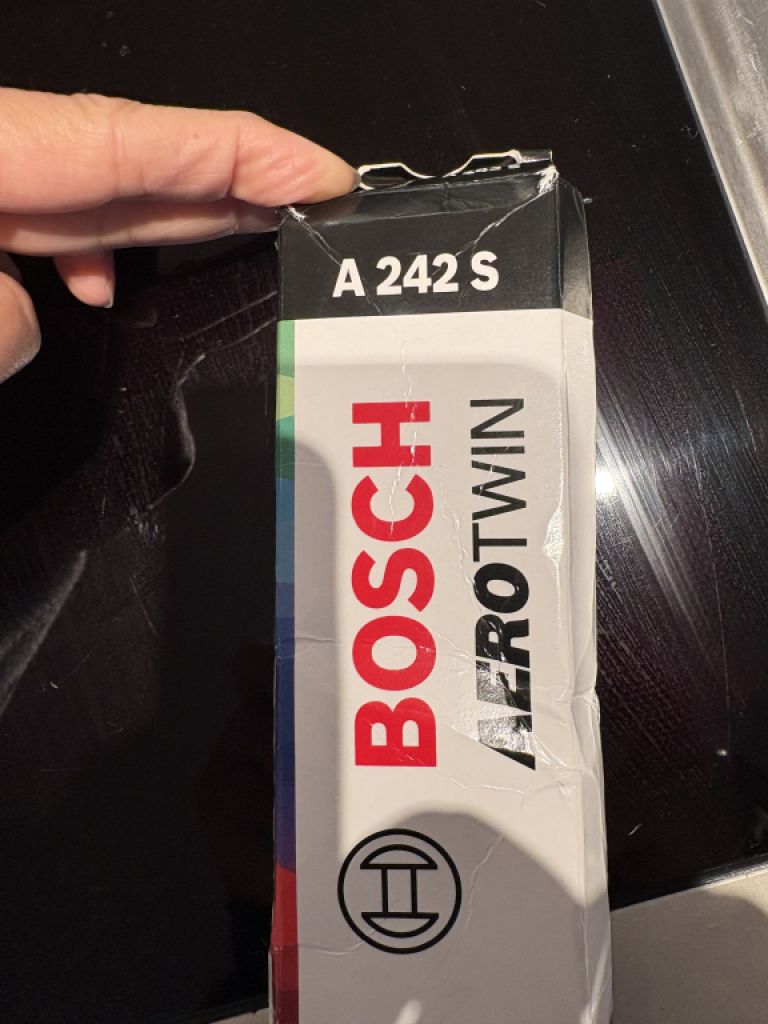 A 242 S
BOSCH
AEROTWIN